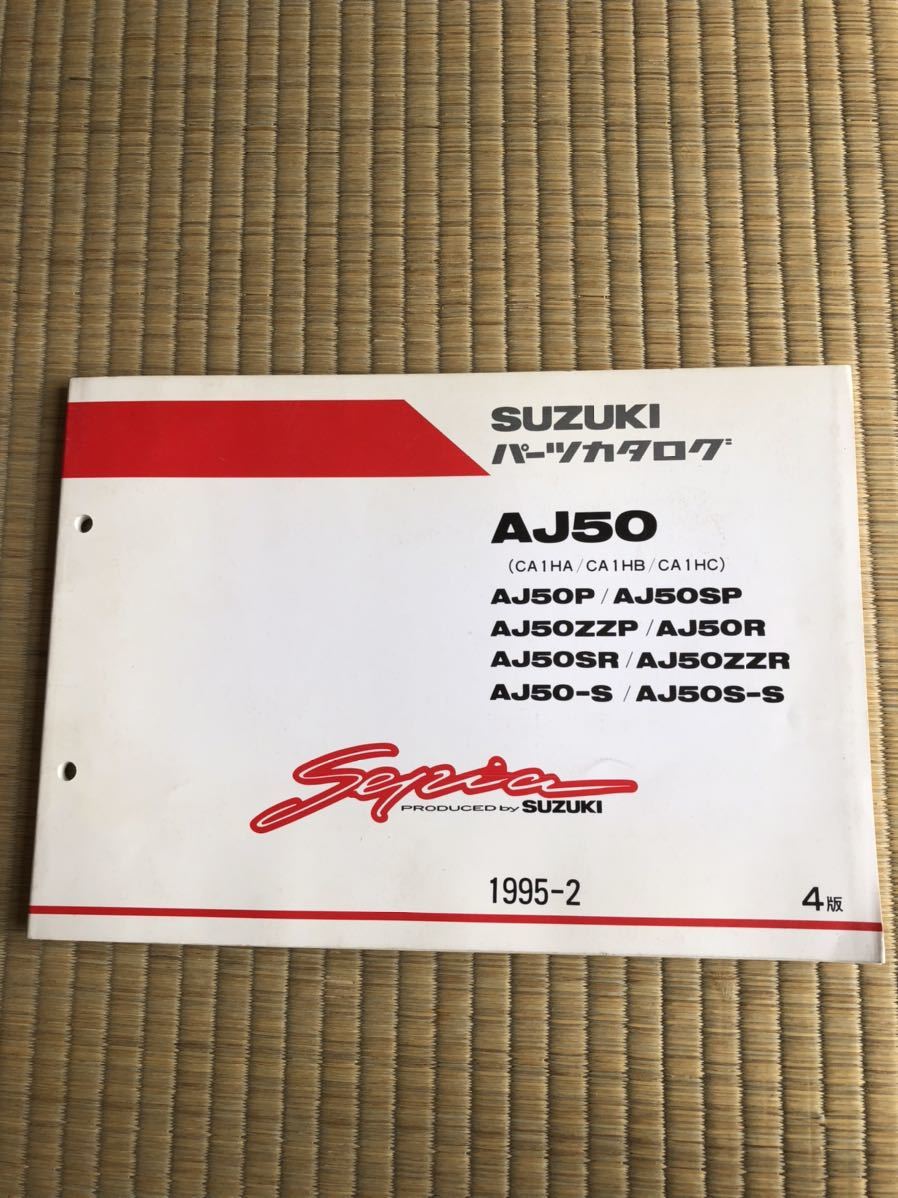 SUZUKI
パーツカタログ
AJ50
(CA1HA/CA1HB/CA1HC)
AJ50P/AJ50SP
AJ50ZZP/AJ50R
AJ50SR/AJ50ZZR
AJ50-S/AJ50S-S
Sepia
PRODUCED by SUZUKI
1995-2
4版